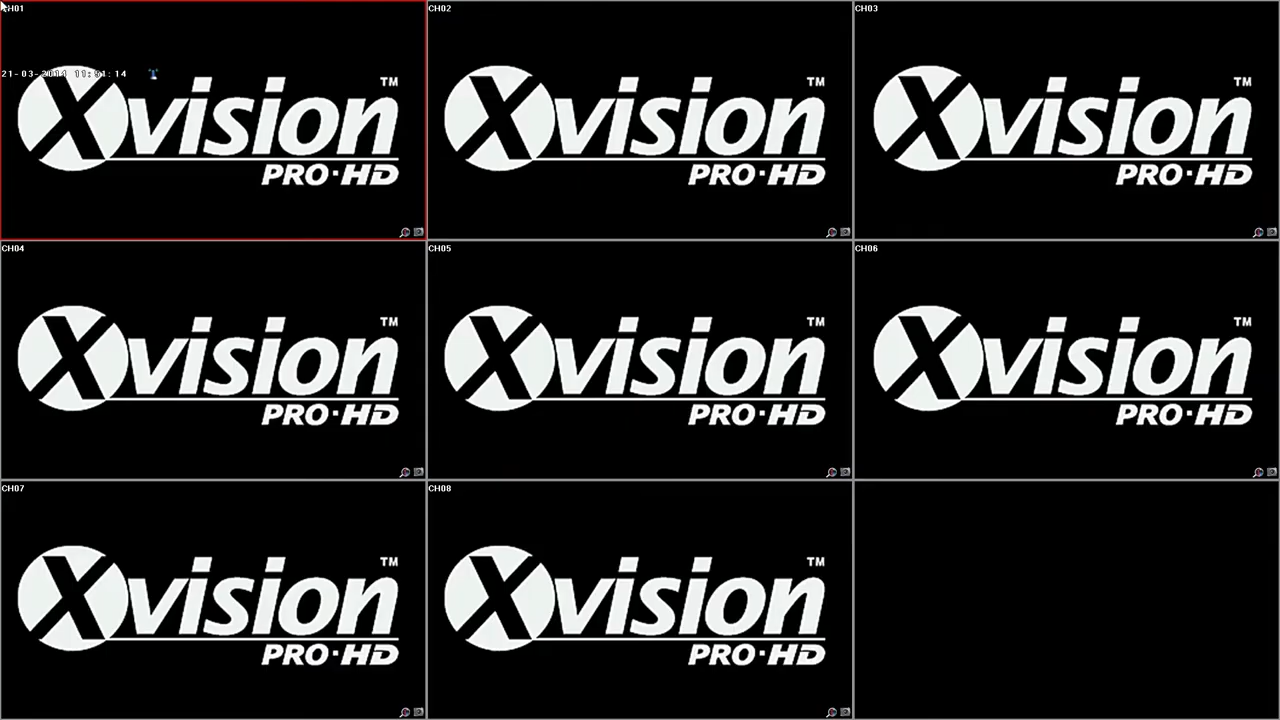 CH01
21-03-2014 11:51:14
Xvision™
PRO·HD
CH02
Xvision™
PRO·HD
CH03
Xvision™
PRO·HD
CH04
Xvision™
PRO·HD
CH05
Xvision™
PRO·HD
CH06
Xvision™
PRO·HD
CH07
Xvision™
PRO·HD
CH08
Xvision™
PRO·HD